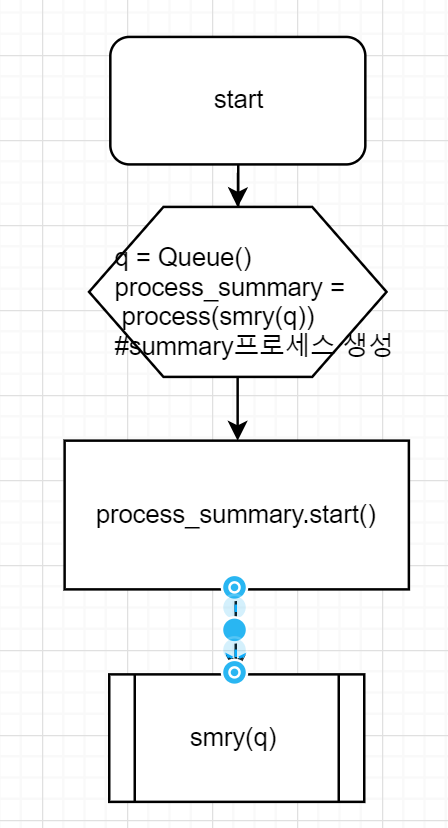 start
q = Queue()
process_summary =
process(smry(q))
#summary프로세스 생성
process_summary.start()
smry(q)